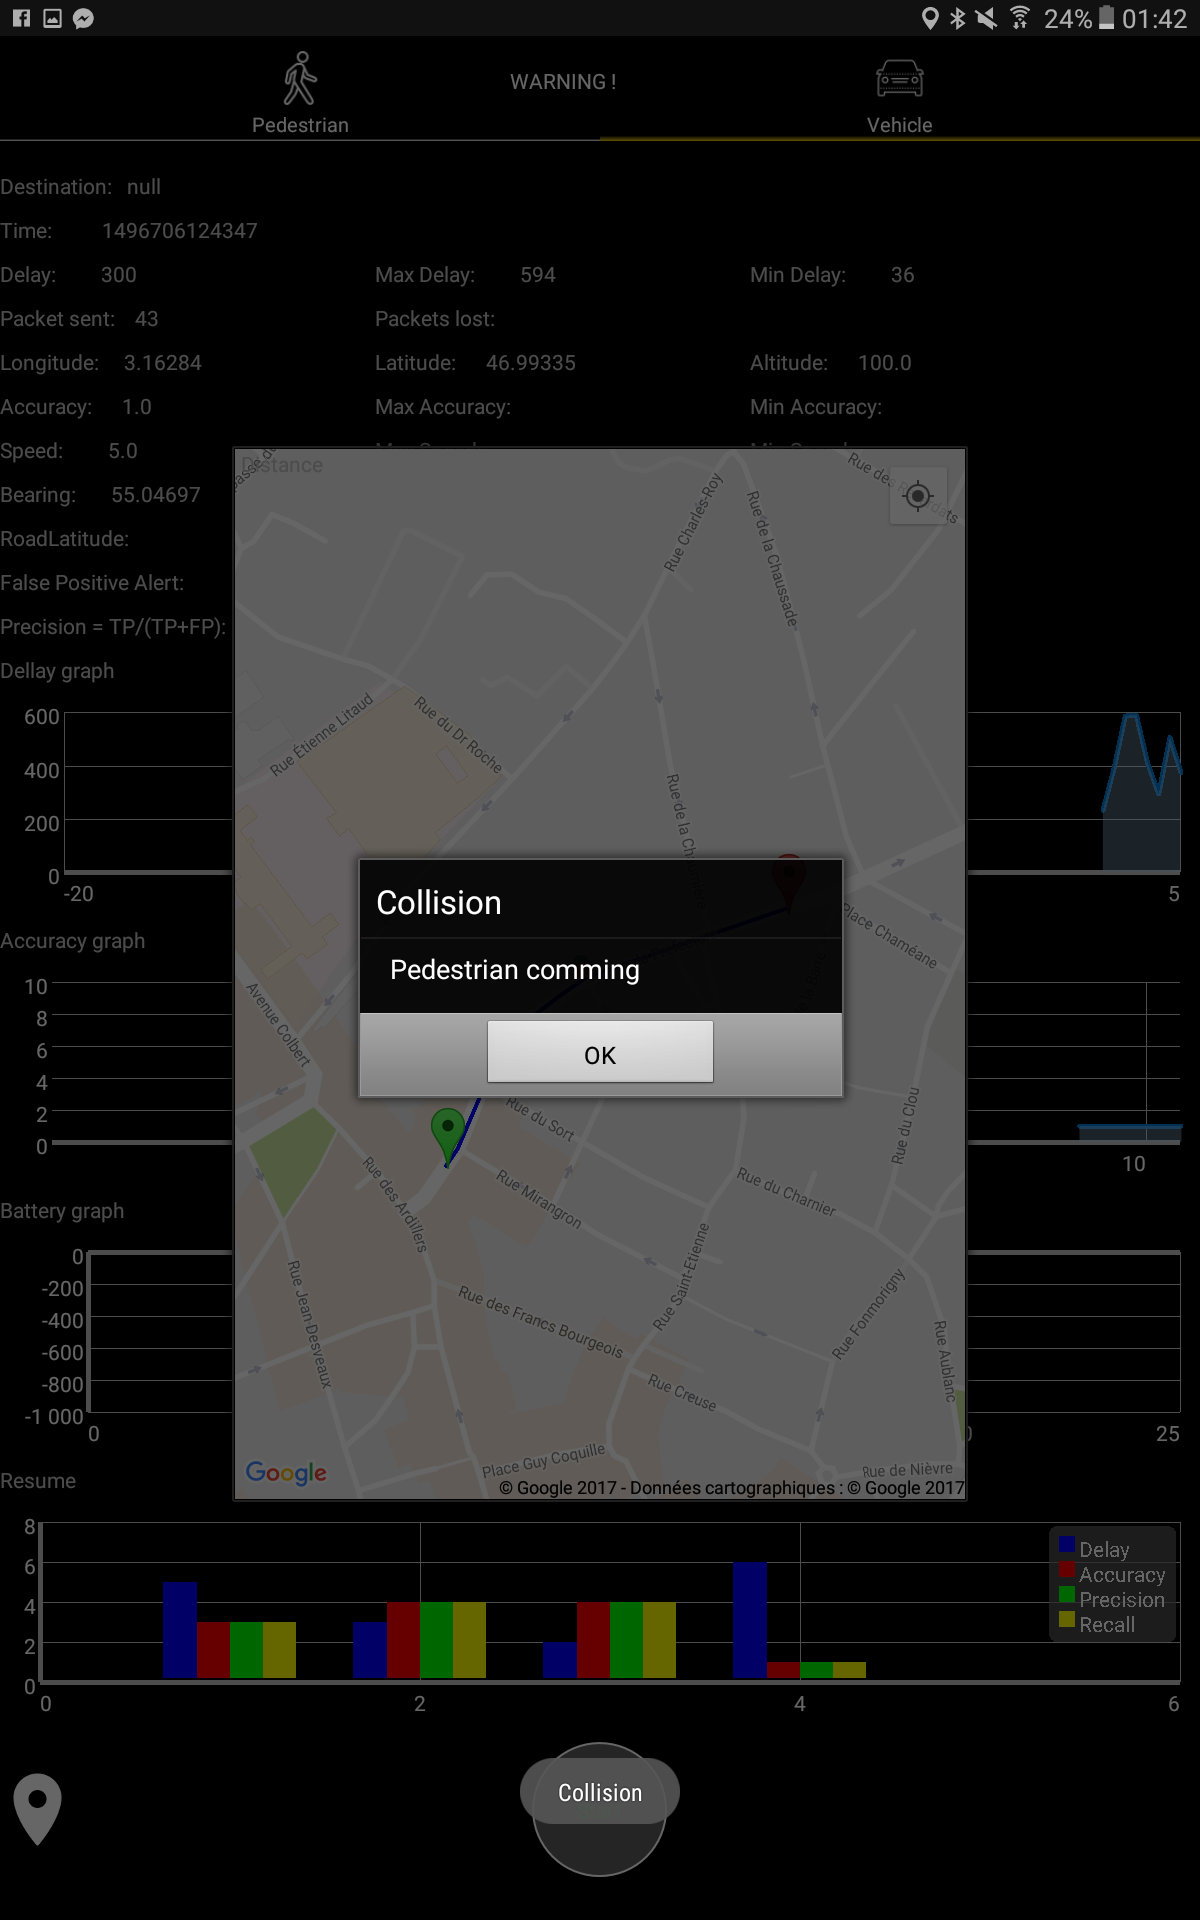 24% 01:42
WARNING !
Pedestrian Vehicle
Destination: null
Time: 1496706124347
Delay: 300 Max Delay: 594 Min Delay: 36
Packet sent: 43 Packets lost:
Longitude: 3.16284 Latitude: 46.99335 Altitude: 100.0
Accuracy: 1.0 Max Accuracy: Min Accuracy:
Speed: 5.0
Distance
Bearing: 55.04697
RoadLatitude:
False Positive Alert:
Precision = TP/(TP+FP):
Dellay graph
600
400
200
0
-20 5
Rue Charles-Roy
Rue de la Chaussade
Rue des
Rue Étienne Litaud
Rue du Dr Roche
Rue de la
Place Chaméane
Collision
Pedestrian comming
OK
Accuracy graph
10
8
6
4
2
0
10
Avenue Colbert
Rue du Sort
Rue du Clou
Rue des Ardillers
Rue Mirangron
Rue du Charnier
Battery graph
0
-200
-400
-600
-800
-1 000
0 25
Rue Jean-Desveaux
Rue Saint-Etienne
Rue des Francs Bourgeois
Rue Fonmorigny
Rue Aublanc
Rue Creuse
Place Guy Coquille
Rue de Nièvre
Google
© Google 2017 - Données cartographiques : © Google 2017
Resume
8
6
4
2
0
0 2 4 6
Delay
Accuracy
Precision
Recall
Collision